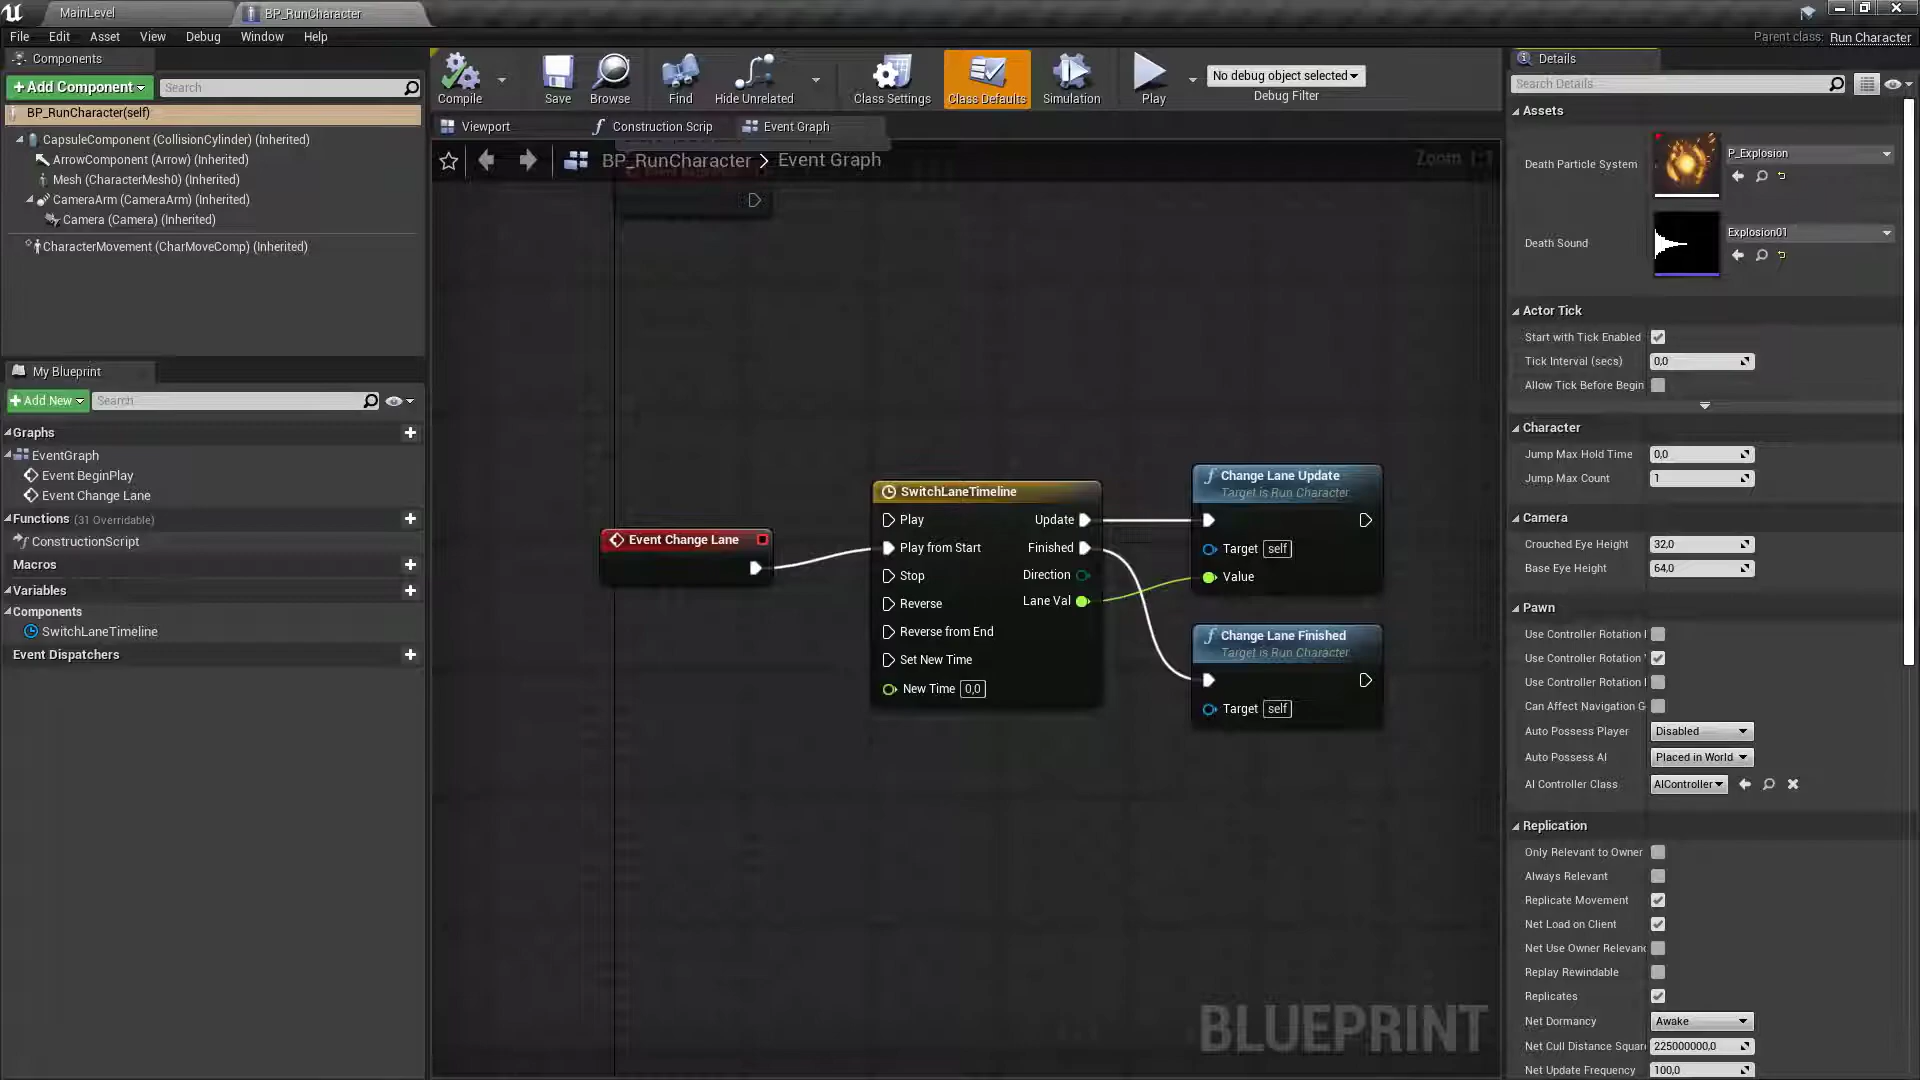 MainLevel
BP_RunCharacter
File Edit Asset View Debug Window Help
Parent class: Run Character
Components
+Add Component
Search
BP_RunCharacter(self)
CapsuleComponent (CollisionCylinder) (Inherited)
ArrowComponent (Arrow) (Inherited)
Mesh (CharacterMesh0) (Inherited)
CameraArm (CameraArm) (Inherited)
Camera (Camera) (Inherited)
CharacterMovement (CharMoveComp) (Inherited)
My Blueprint
+Add New
Search
Graphs
EventGraph
Event BeginPlay
Event Change Lane
Functions (31 Overridable)
ConstructionScript
Macros
Variables
Components
SwitchLaneTimeline
Event Dispatchers
Compile
Save
Browse
Find
Hide Unrelated
Class Settings
Class Defaults
Simulation
Play
No debug object selected
Debug Filter
Viewport
Construction Scrip
Event Graph
BP_RunCharacter > Event Graph
Zoom 1:1
Event Change Lane
SwitchLaneTimeline
Play
Play from Start
Stop
Reverse
Reverse from End
Set New Time
New Time 0,0
Update
Finished
Direction
Lane Val
Change Lane Update
Target is Run Character
Target self
Value
Change Lane Finished
Target is Run Character
Target self
BLUEPRINT
Details
Search Details
Assets
Death Particle System
P_Explosion
Death Sound
Explosion01
Actor Tick
Start with Tick Enabled
Tick Interval (secs) 0,0
Allow Tick Before Begin
Character
Jump Max Hold Time 0,0
Jump Max Count 1
Camera
Crouched Eye Height 32,0
Base Eye Height 64,0
Pawn
Use Controller Rotation
Use Controller Rotation
Use Controller Rotation
Can Affect Navigation G
Auto Possess Player Disabled
Auto Possess AI Placed in World
AI Controller Class AIController
Replication
Only Relevant to Owner
Always Relevant
Replicate Movement
Net Load on Client
Net Use Owner Relevanc
Replay Rewindable
Replicates
Net Dormancy Awake
Net Cull Distance Squar 225000000,0
Net Update Frequency 100,0